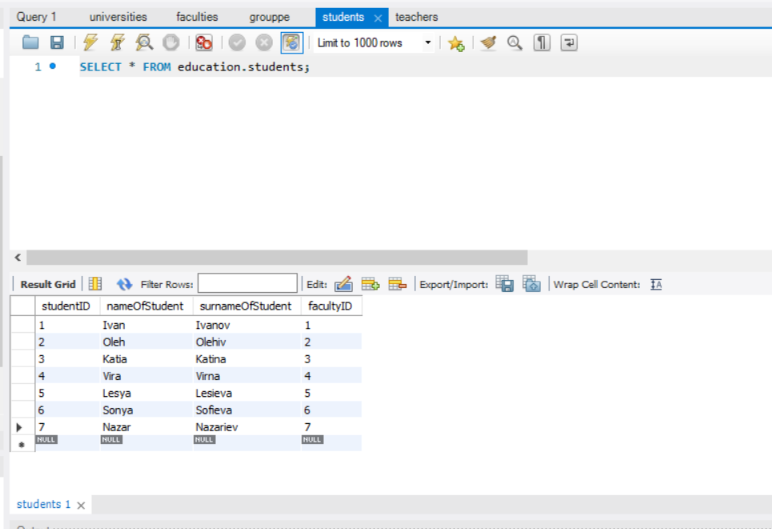 Query 1 universities faculties grouppe students teachers
Limit to 1000 rows
1 SELECT * FROM education.students;
Result Grid Filter Rows: Edit: Export/Import: Wrap Cell Content:
studentID nameOfStudent surnameOfStudent facultyID
1 Ivan Ivanov 1
2 Oleh Olehiv 2
3 Katia Katina 3
4 Vira Virna 4
5 Lesya Lesieva 5
6 Sonya Sofieva 6
7 Nazar Nazariev 7
NULL NULL NULL NULL
students 1